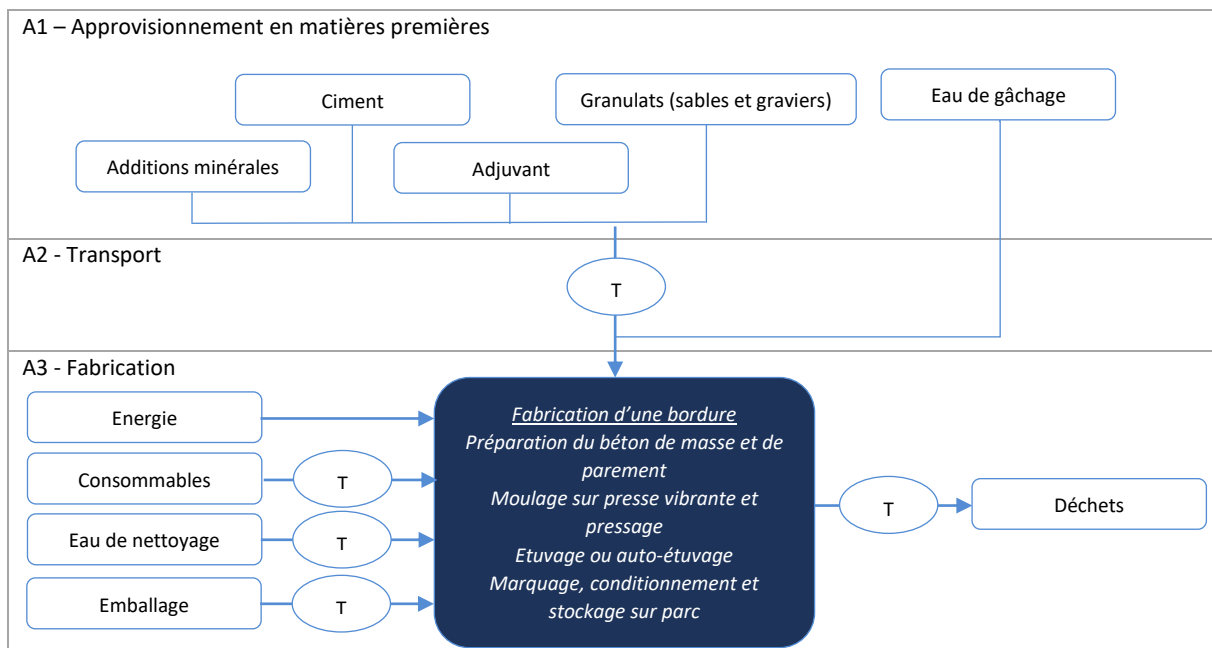 A1 – Approvisionnement en matières premières
Ciment
Granulats (sables et graviers)
Eau de gâchage
Additions minérales
Adjuvant
A2 - Transport
T
A3 - Fabrication
Energie
Consommables
T
Eau de nettoyage
T
Emballage
T
Fabrication d’une bordure
Préparation du béton de masse et de
parement
Moulage sur presse vibrante et
pressage
Etuvage ou auto-étuvage
Marquage, conditionnement et
stockage sur parc
T
Déchets